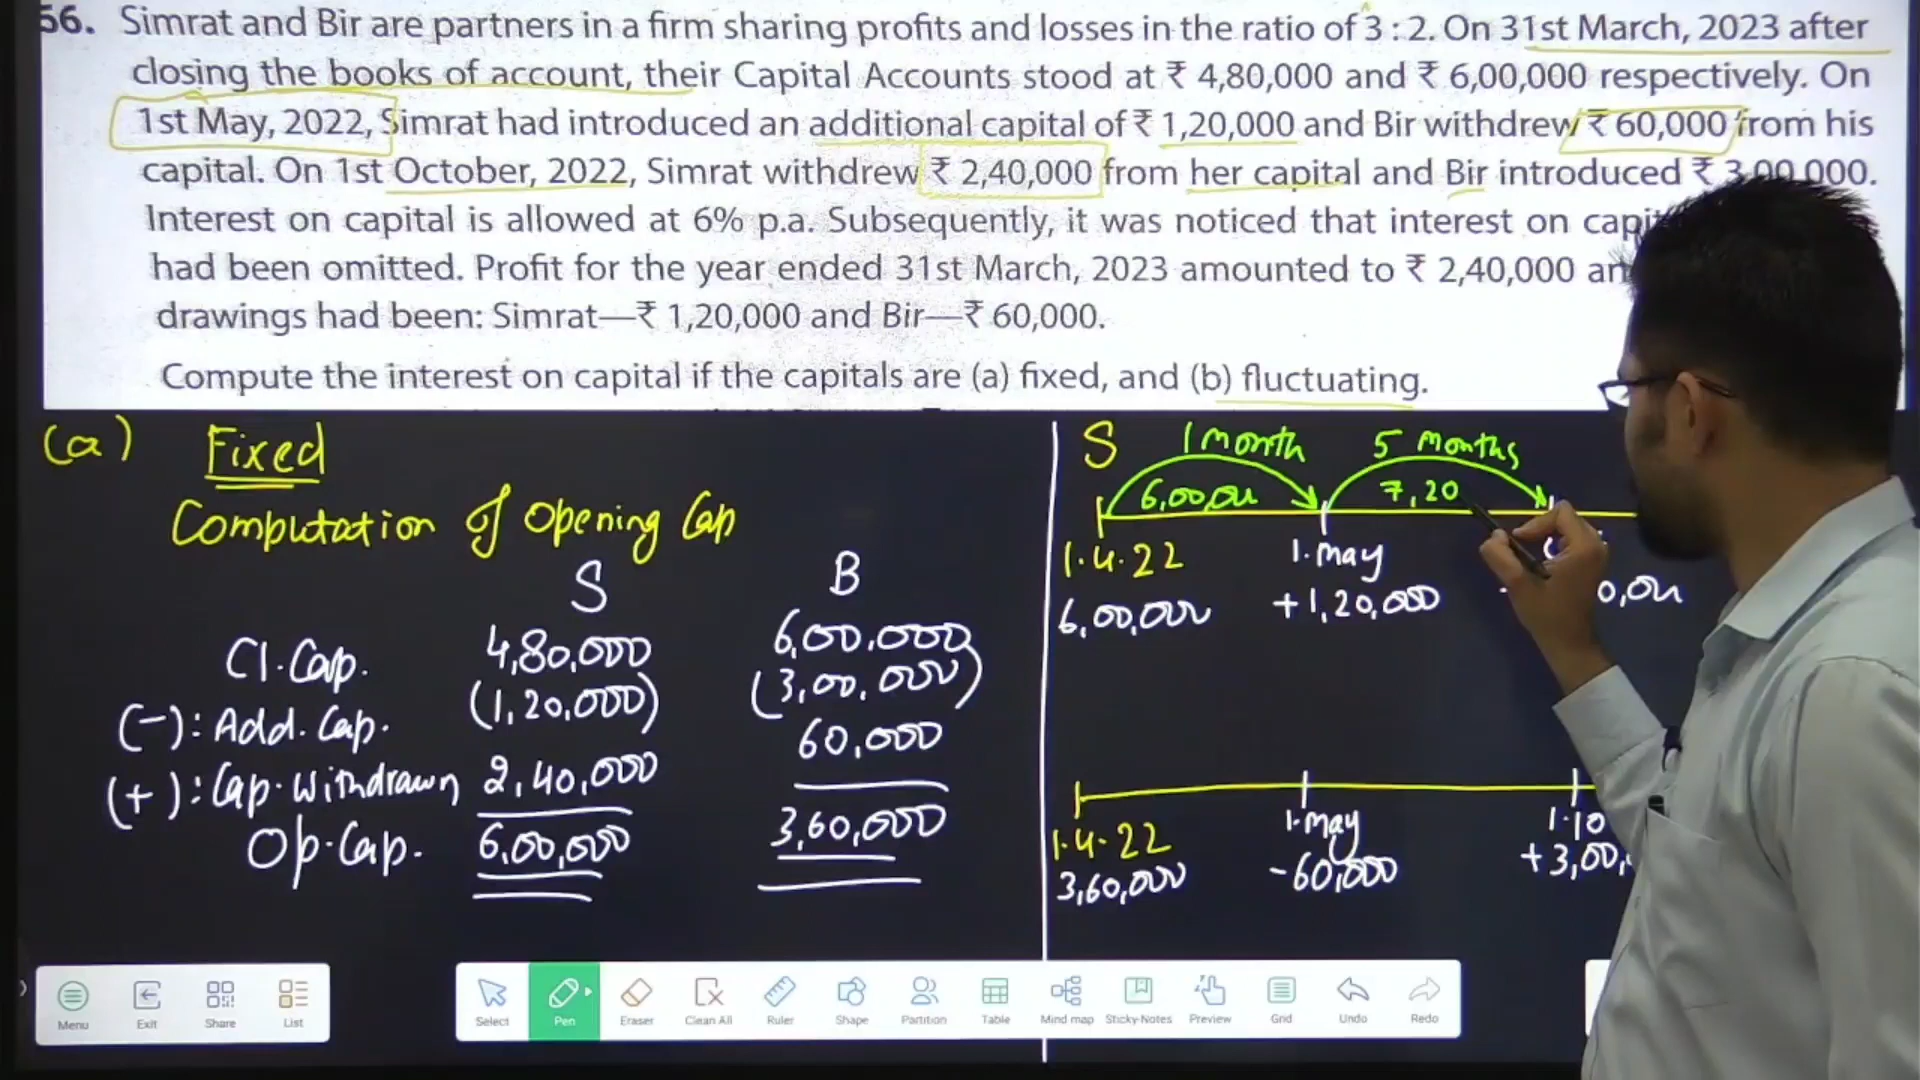 56. Simrat and Bir are partners in a firm sharing profits and losses in the ratio of 3 : 2. On 31st March, 2023 after
closing the books of account, their Capital Accounts stood at ₹ 4,80,000 and ₹ 6,00,000 respectively. On
1st May, 2022, Simrat had introduced an additional capital of ₹ 1,20,000 and Bir withdrew ₹ 60,000 from his
capital. On 1st October, 2022, Simrat withdrew ₹ 2,40,000 from her capital and Bir introduced ₹ 3,00,000.
Interest on capital is allowed at 6% p.a. Subsequently, it was noticed that interest on
had been omitted. Profit for the year ended 31st March, 2023 amounted to ₹ 2,40,000
drawings had been: Simrat—₹ 1,20,000 and Bir—₹ 60,000.
Compute the interest on capital if the capitals are (a) fixed, and (b) fluctuating.
(a) Fixed
Computation of Opening Cap
S B
Cl. Cap. 4,80,000 6,00,000
(-): Add. Cap. (1,20,000) (3,00,000)
(+): Cap. Withdrawn 2,40,000 60,000
Op. Cap. 6,00,000 3,60,000
S 1 month 5 months
6,00,000 7,20
1.4.22 1.may
6,00,000 +1,20,000 0,000
1.4.22 1.may 1.10
3,60,000 -60,000 +3,00,
Menu Exit Share List
Select Pen Eraser Clean All Ruler Shape Partition Table Mind map Sticky Notes Preview Grid Undo Redo